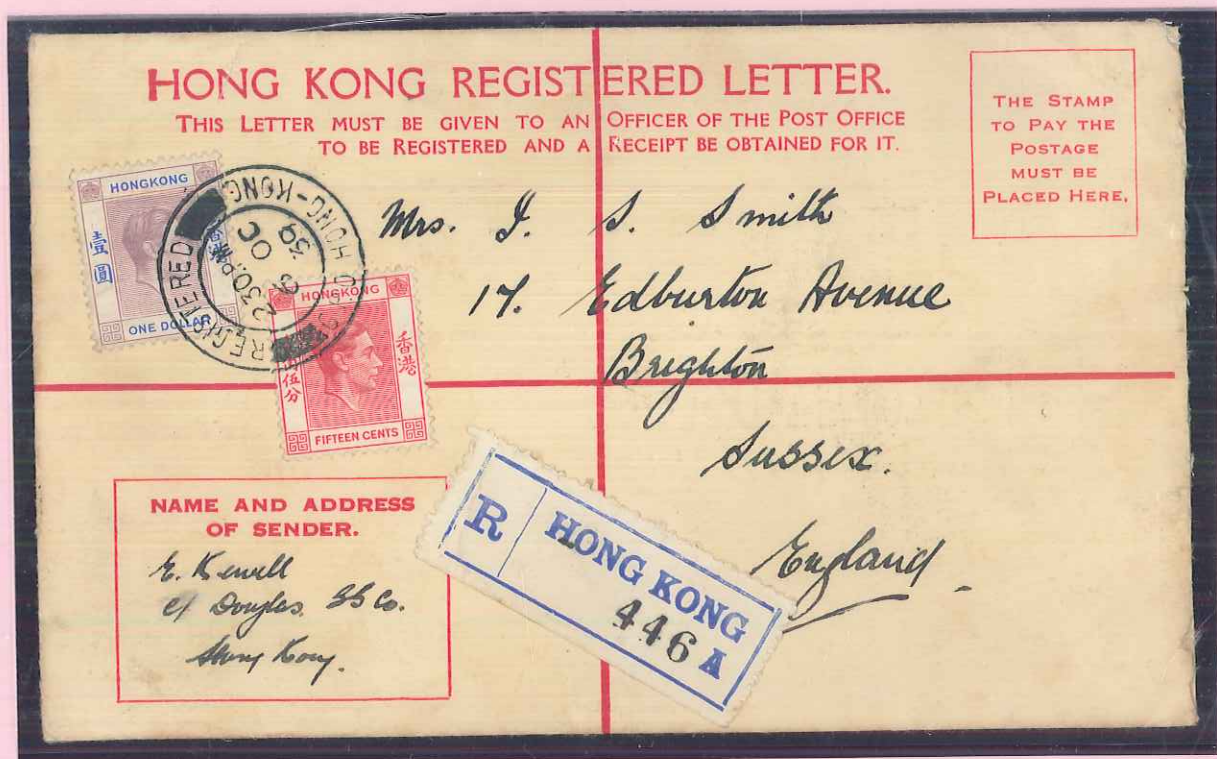 HONG KONG REGISTERED LETTER.
THIS LETTER MUST BE GIVEN TO AN OFFICER OF THE POST OFFICE
TO BE REGISTERED AND A RECEIPT BE OBTAINED FOR IT.
THE STAMP
TO PAY THE
POSTAGE
MUST BE
PLACED HERE.
HONGKONG
壹圓
ONE DOLLAR
REGISTERED
HONG-KONG
2 30 PM
OC
39
HONGKONG
香港
伍分
FIFTEEN CENTS
Mrs. I. S. Smith
17. Edburton Avenue
Brighton
Sussex.
England
R HONG KONG
446 A
NAME AND ADDRESS
OF SENDER.
E.
c/ Douglas. SS Co.
Hong Kong.